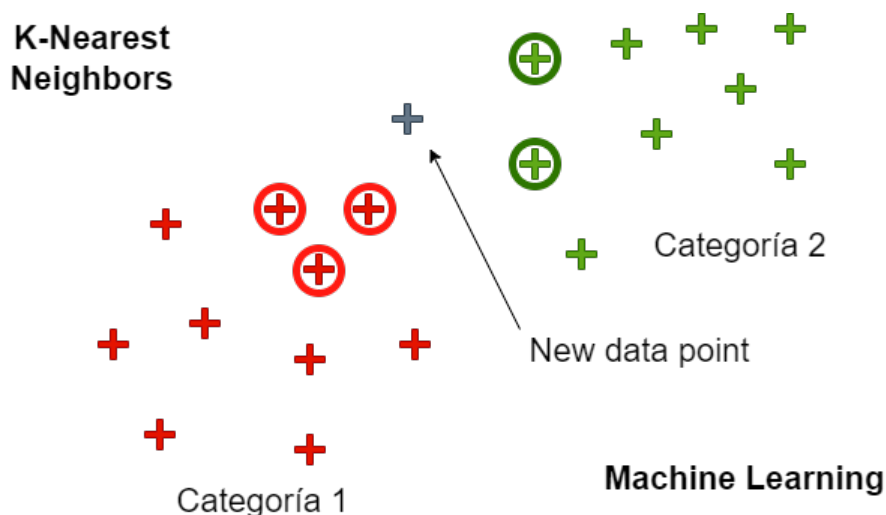 K-Nearest
Neighbors
Categoría 2
New data point
Machine Learning
Categoría 1